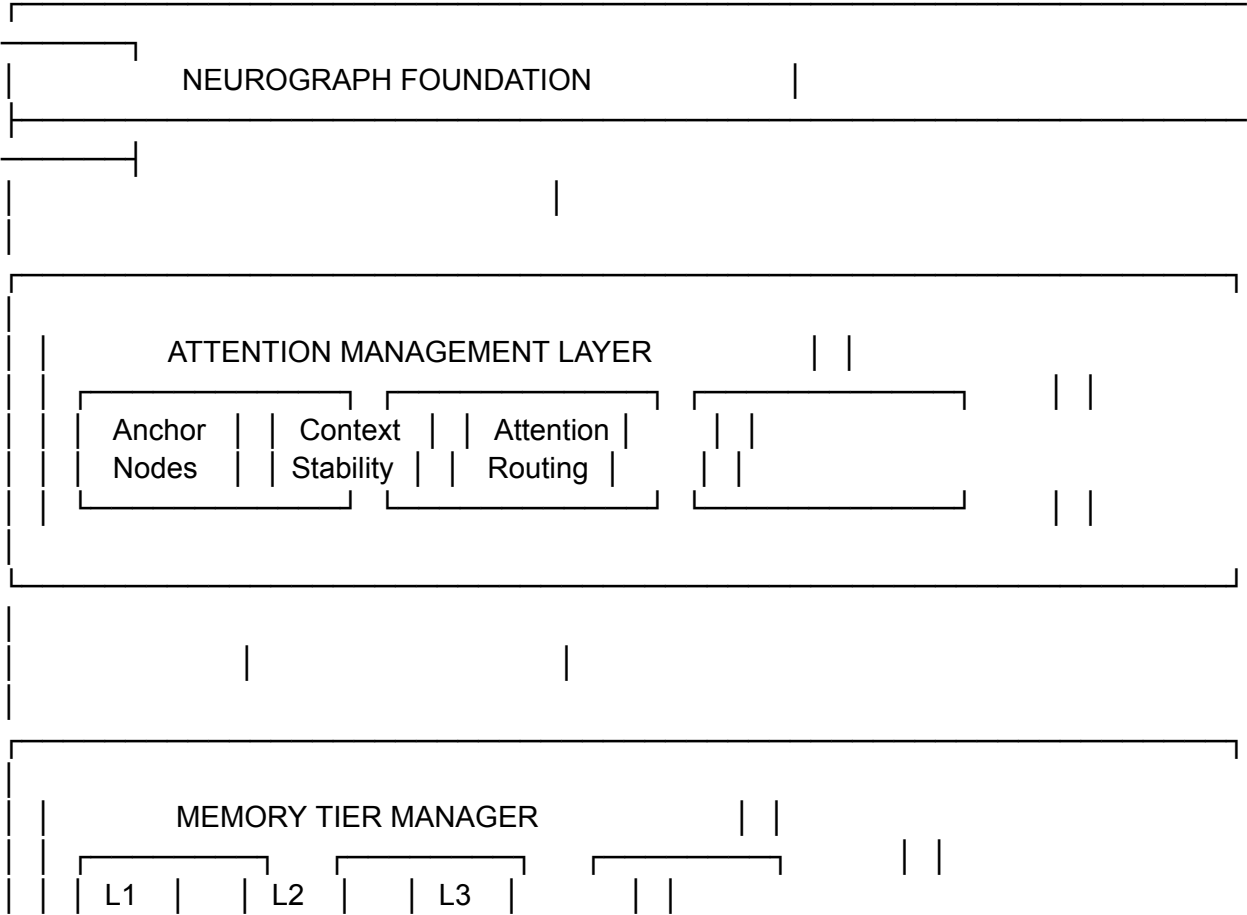 NEUROGRAPH FOUNDATION
ATTENTION MANAGEMENT LAYER
Anchor Context Attention
Nodes Stability Routing
MEMORY TIER MANAGER
L1 L2 L3